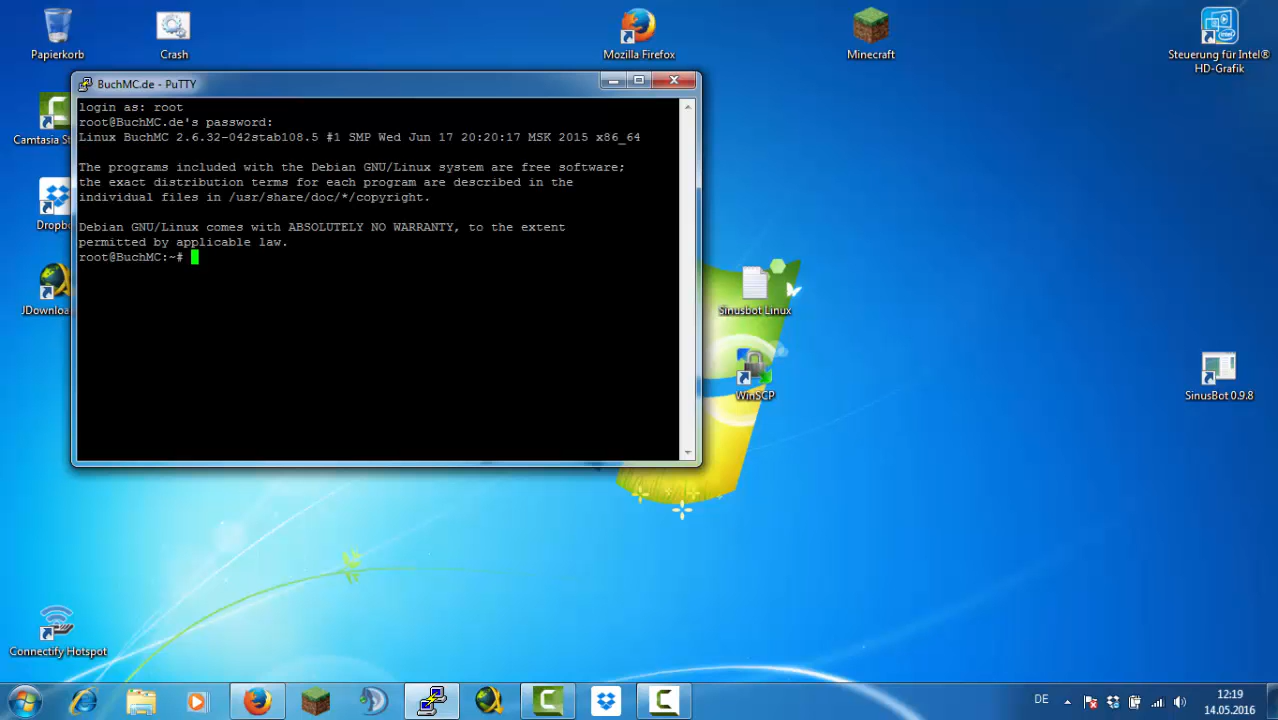 Papierkorb
Crash
Mozilla Firefox
Minecraft
Steuerung für Intel®
HD-Grafik
BuchMC.de - PuTTY
login as: root
root@BuchMC.de's password:
Linux BuchMC 2.6.32-042stab108.5 #1 SMP Wed Jun 17 20:20:17 MSK 2015 x86_64
The programs included with the Debian GNU/Linux system are free software;
the exact distribution terms for each program are described in the
individual files in /usr/share/doc/*/copyright.
Debian GNU/Linux comes with ABSOLUTELY NO WARRANTY, to the extent
permitted by applicable law.
root@BuchMC:~#
Camtasia St
Dropb
JDownloa
Sinusbot Linux
WinSCP
SinusBot 0.9.8
Connectify Hotspot
DE
12:19
14.05.2016